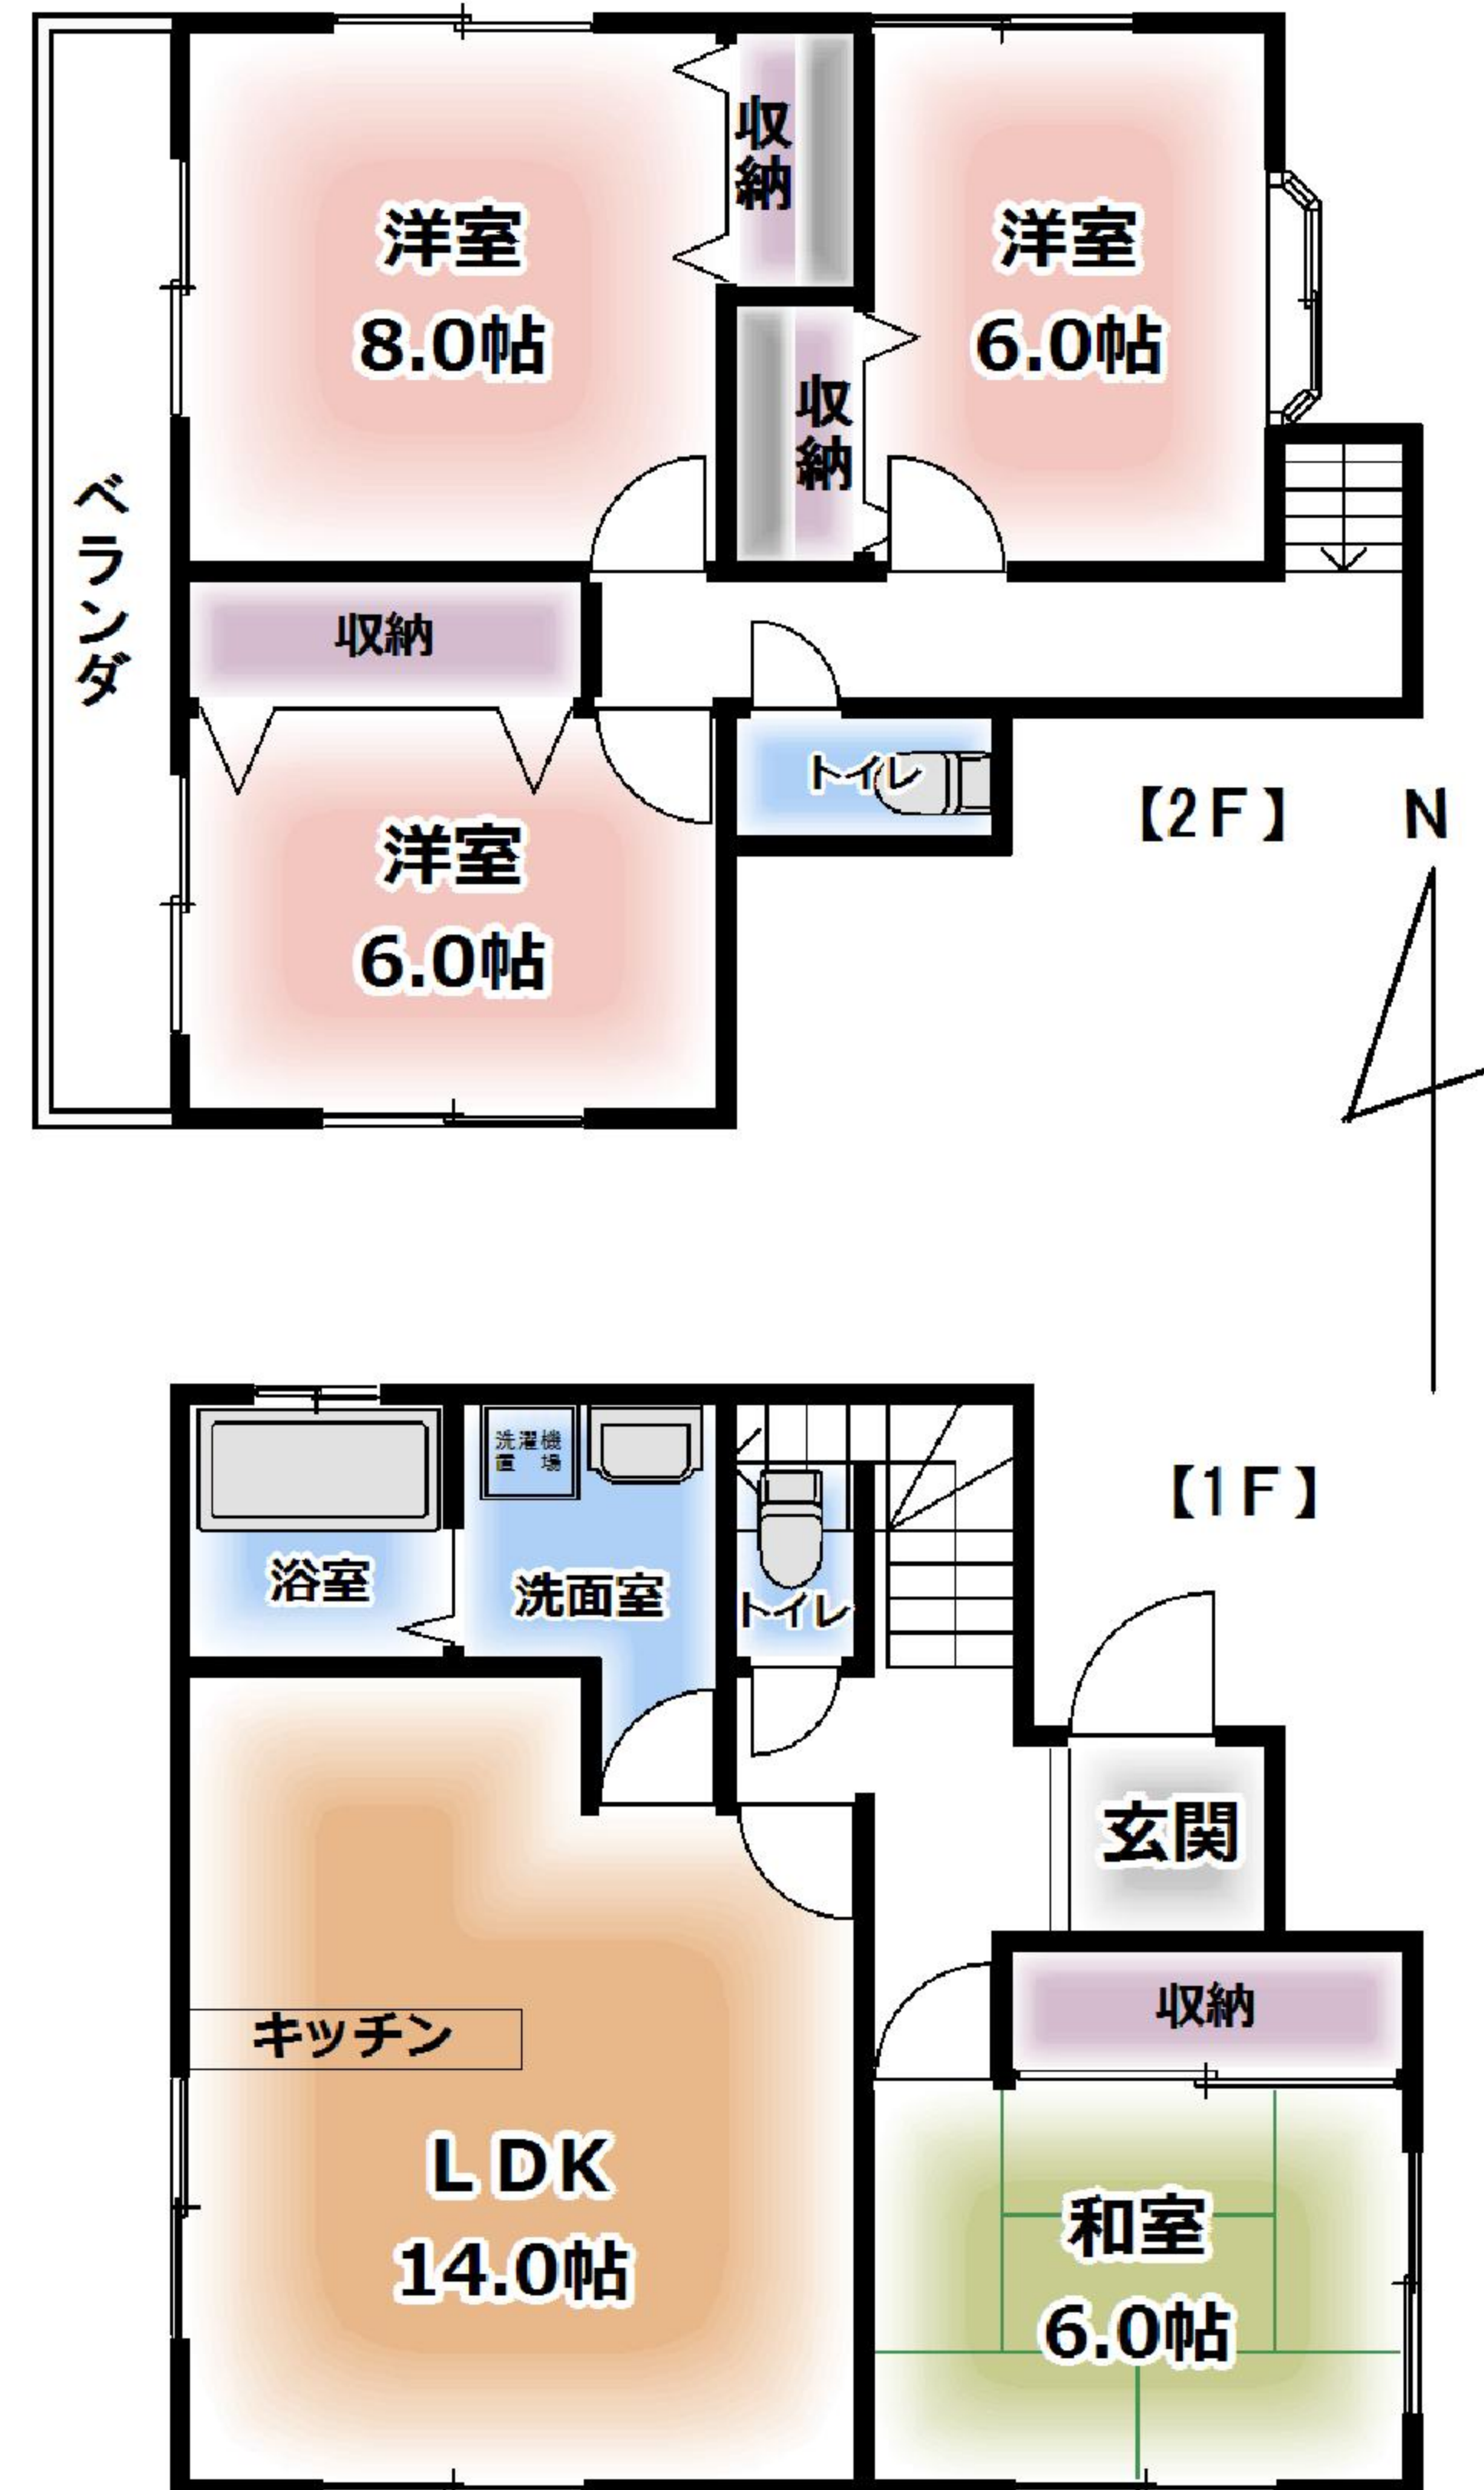 収納
洋室
8.0帖
洋室
6.0帖
収納
ベランダ
収納
トイレ
洋室
6.0帖
【2F】
N
洗濯機
置場
浴室
洗面室
トイレ
【1F】
玄関
収納
キッチン
LDK
14.0帖
和室
6.0帖